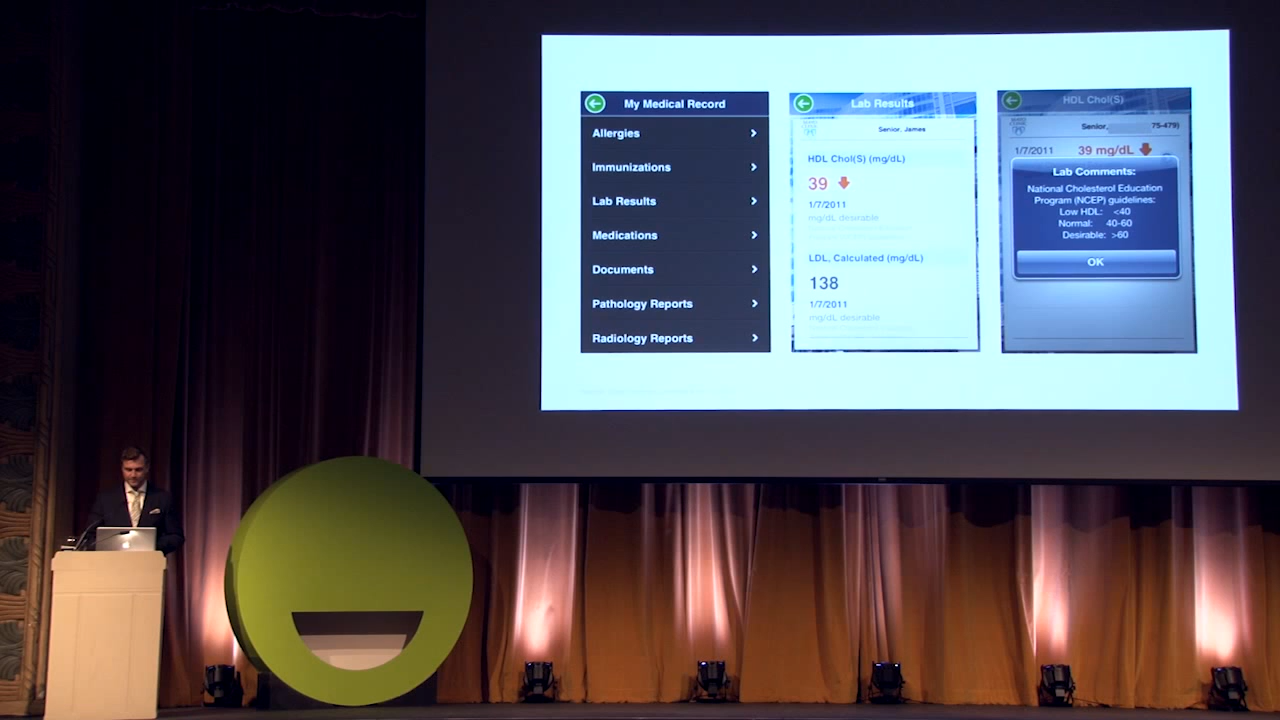 My Medical Record
Allergies
Immunizations
Lab Results
Medications
Documents
Pathology Reports
Radiology Reports
Lab Results
Senior, James
HDL Chol(S) (mg/dL)
39
1/7/2011
mg/dL desirable
LDL, Calculated (mg/dL)
138
1/7/2011
mg/dL desirable
HDL Chol(S)
Senior, 75-479)
1/7/2011 39 mg/dL
Lab Comments:
National Cholesterol Education
Program (NCEP) guidelines:
Low HDL: <40
Normal: 40-60
Desirable: >60
OK